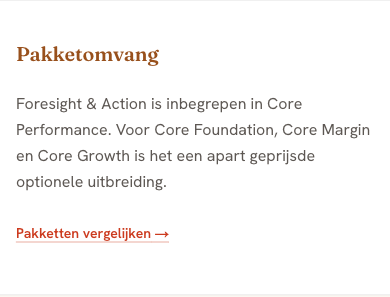 Pakketomvang
Foresight & Action is inbegrepen in Core
Performance. Voor Core Foundation, Core Margin
en Core Growth is het een apart geprijsde
optionele uitbreiding.
Pakketten vergelijken →